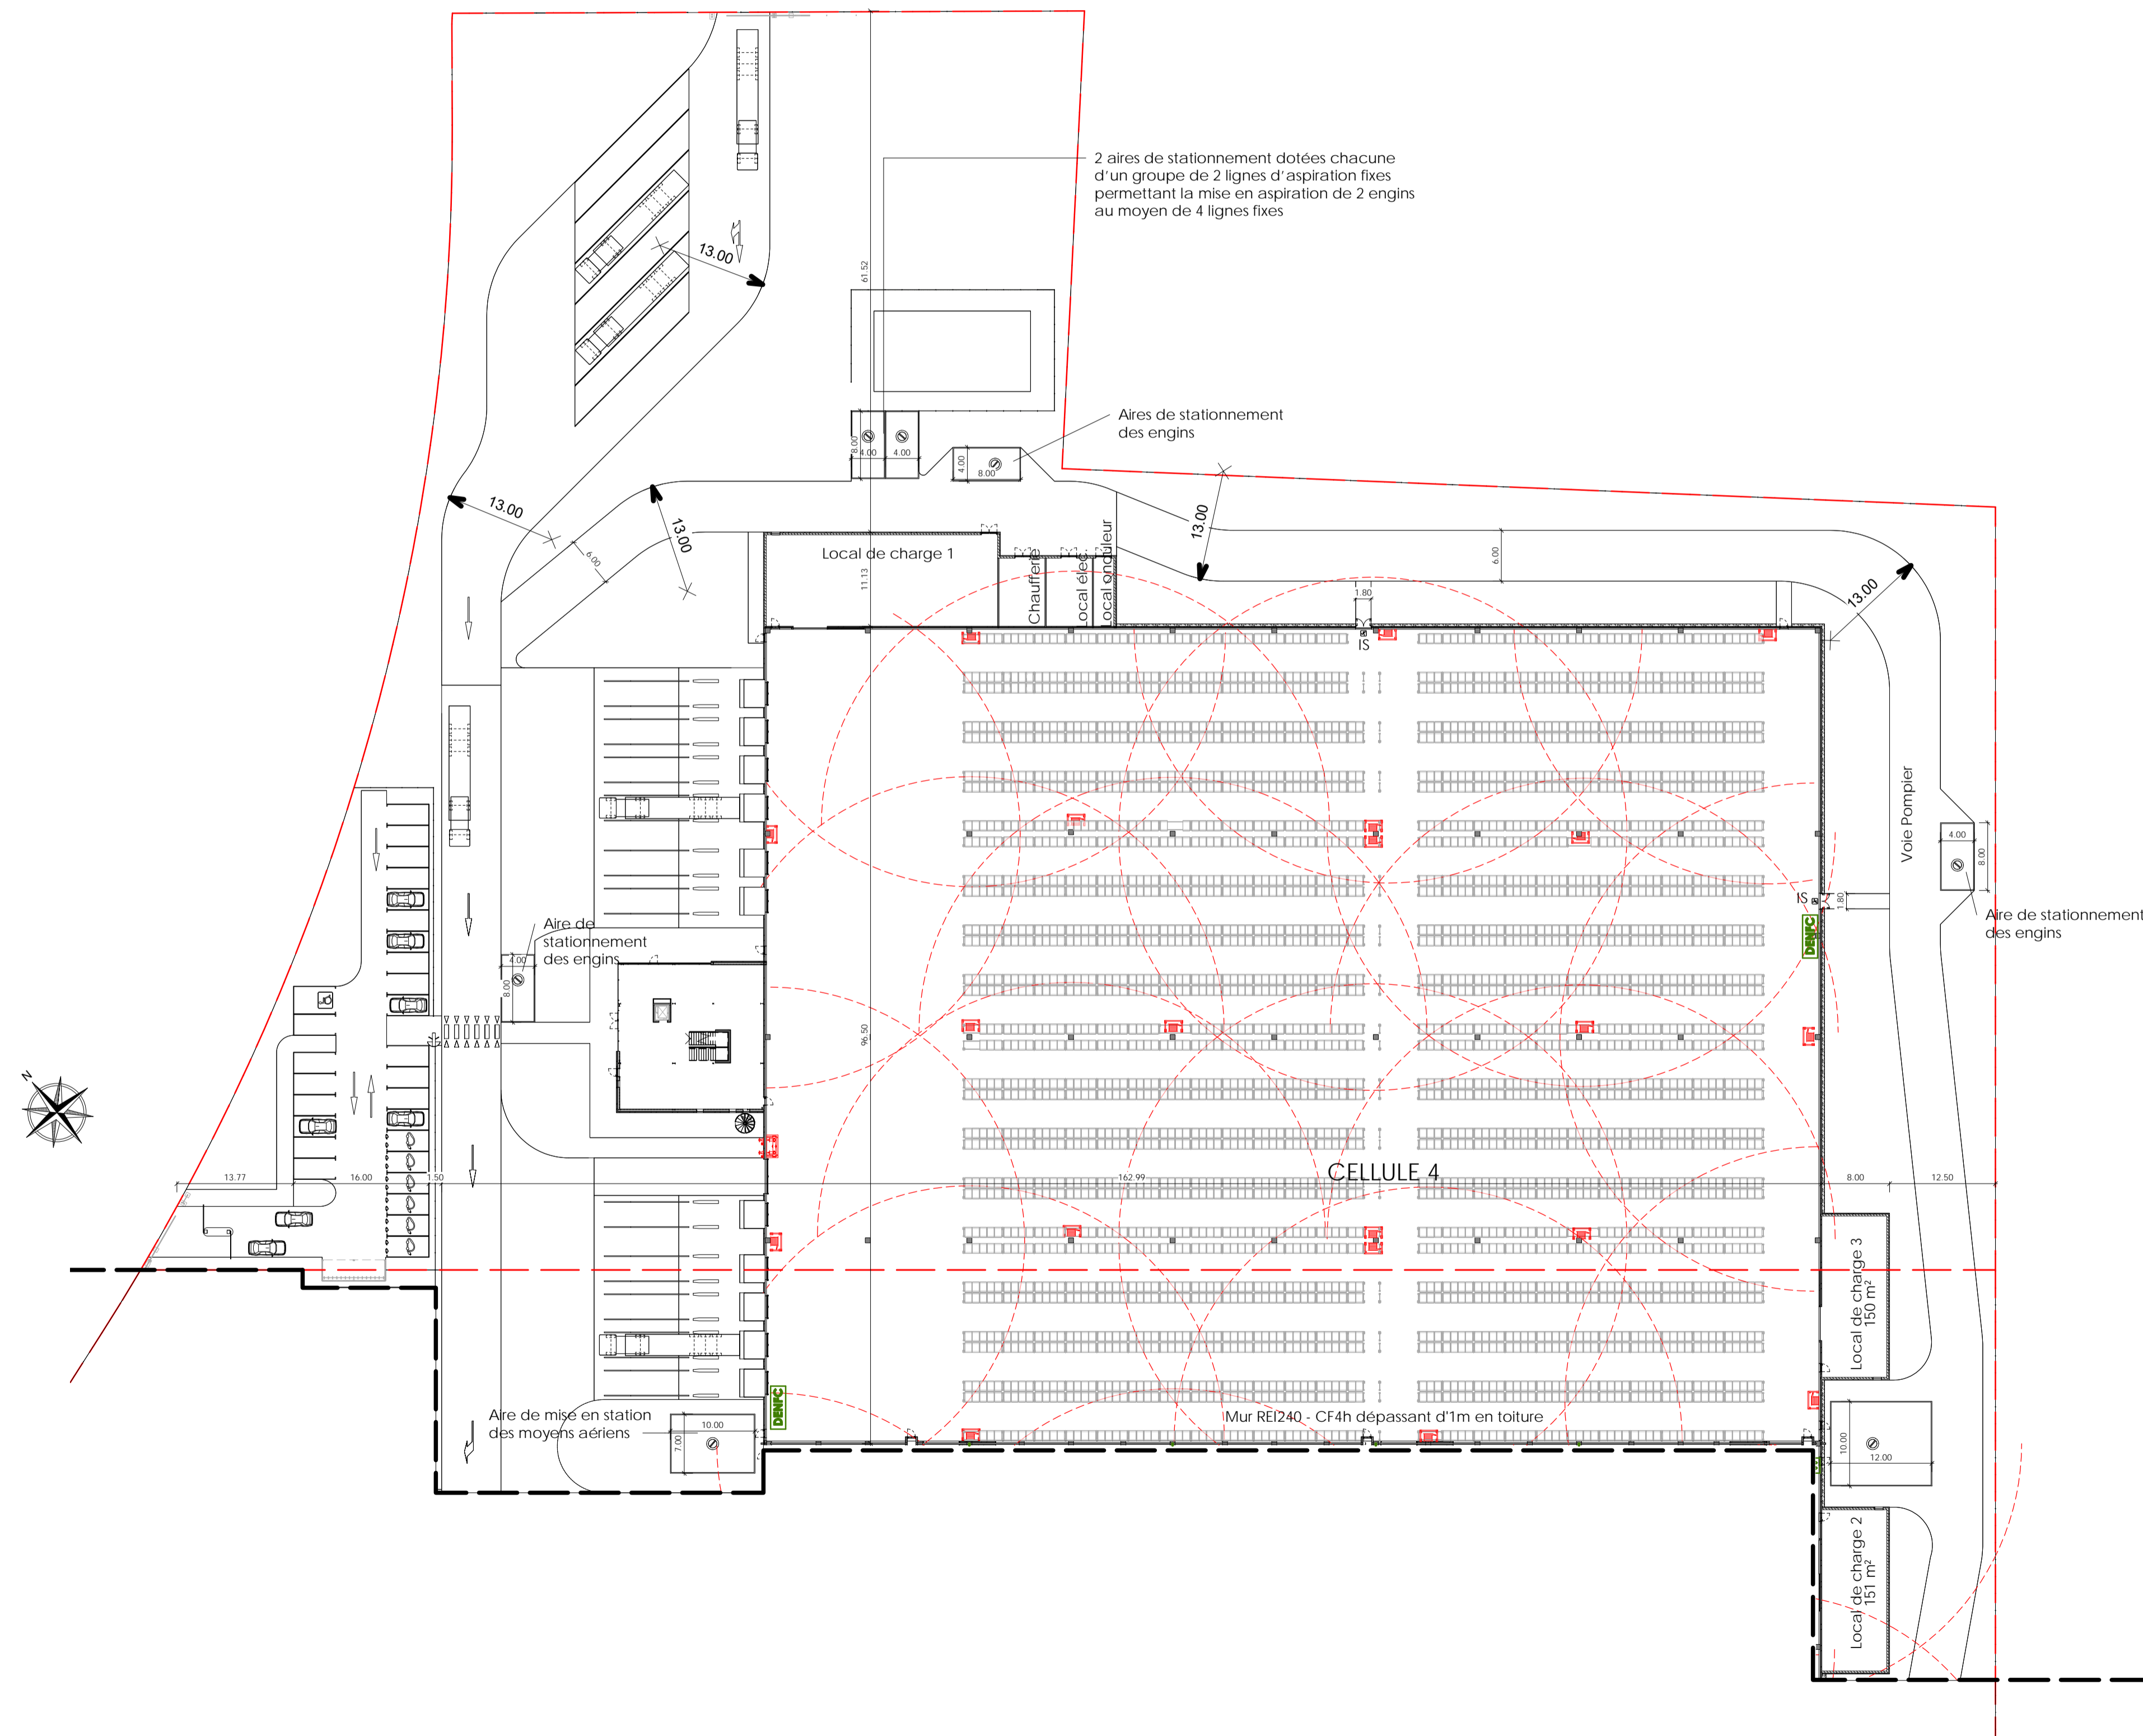 2 aires de stationnement dotées chacune
d'un groupe de 2 lignes d'aspiration fixes
permettant la mise en aspiration de 2 engins
au moyen de 4 lignes fixes
13.00
61.52
Aires de stationnement
des engins
8.00
4.00
4.00
4.00
8.00
13.00
13.00
13.00
6.00
6.00
13.00
Local de charge 1
11.13
Chaufferie
Local élec.
Local onduleur
1.80
IS
Voie Pompier
4.00
8.00
IS
1.80
DENFC
Aire de stationnement
des engins
Aire de
stationnement
des engins
4.00
8.00
96.50
N
CELLULE 4
13.77
16.00
1.50
162.99
8.00
12.50
Local de charge 3
150 m²
DENFC
Aire de mise en station
des moyens aériens
10.00
7.00
Mur REI240 - CF4h dépassant d'1m en toiture
10.00
12.00
Local de charge 2
151 m²